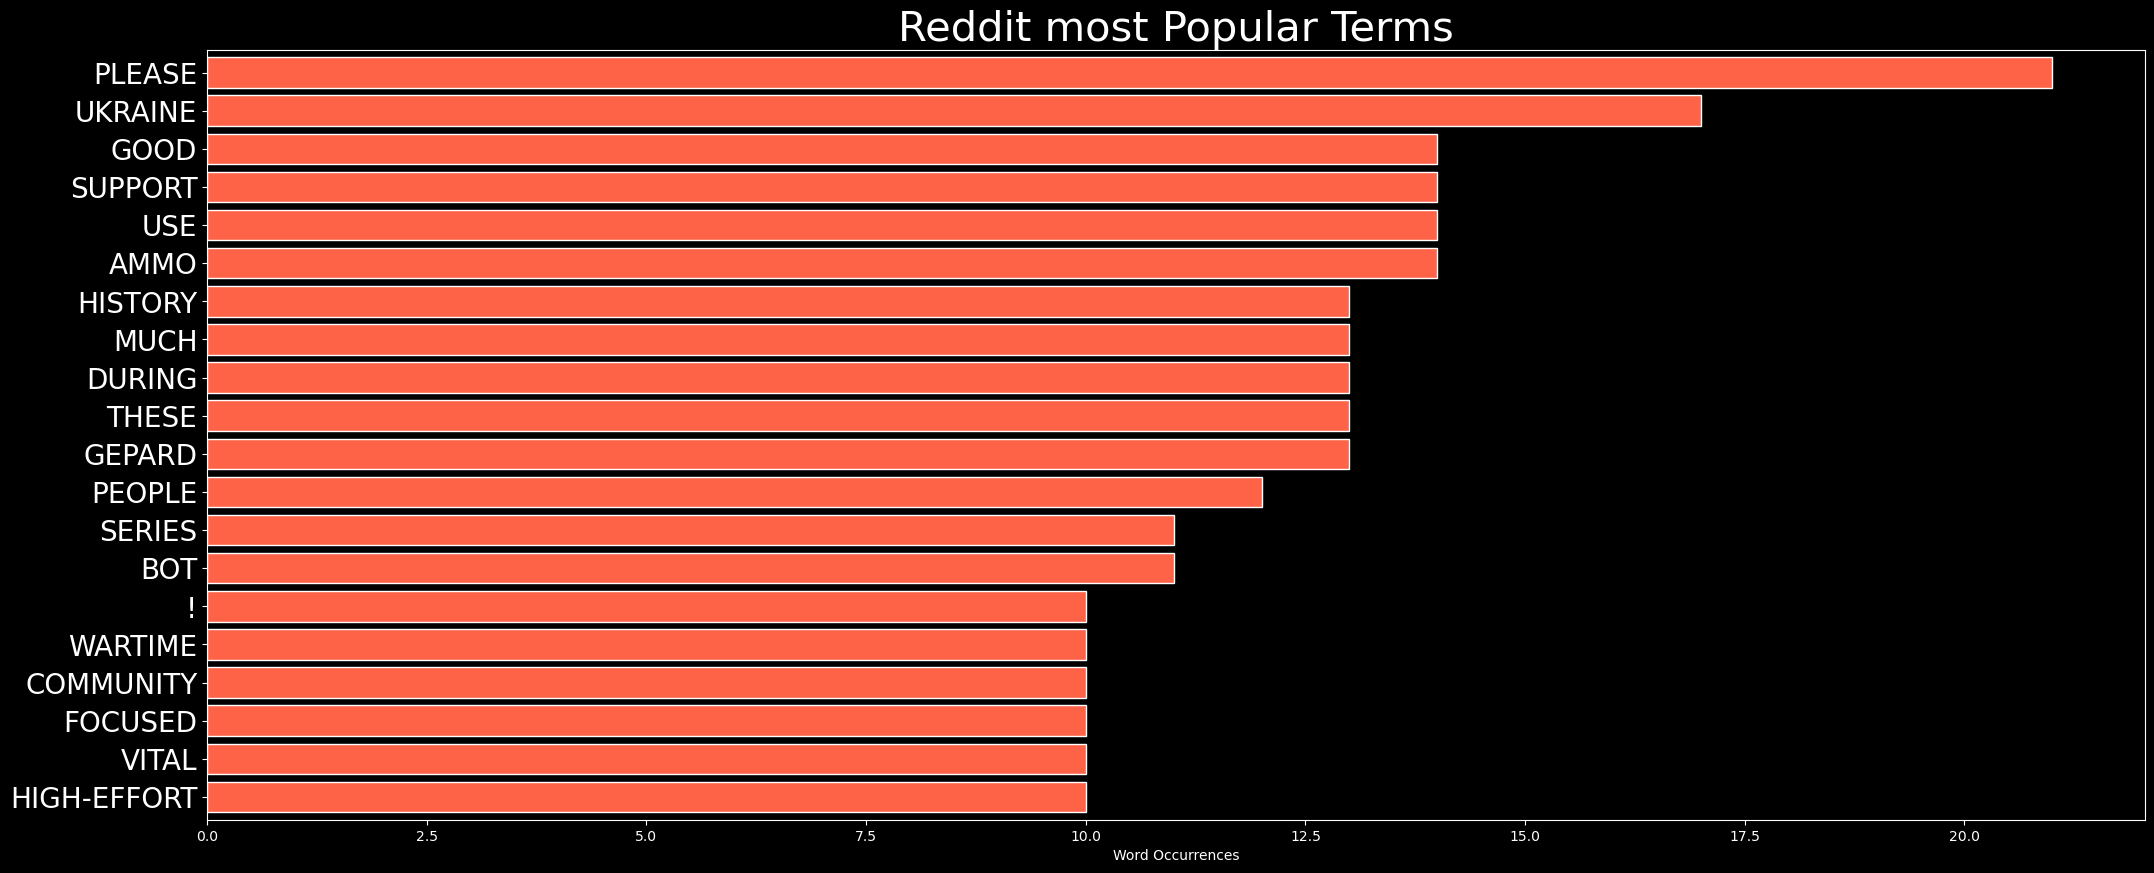 Reddit most Popular Terms
PLEASE
UKRAINE
GOOD
SUPPORT
USE
AMMO
HISTORY
MUCH
DURING
THESE
GEPARD
PEOPLE
SERIES
BOT
!
WARTIME
COMMUNITY
FOCUSED
VITAL
HIGH-EFFORT
0.0 2.5 5.0 7.5 10.0 12.5 15.0 17.5 20.0
Word Occurrences